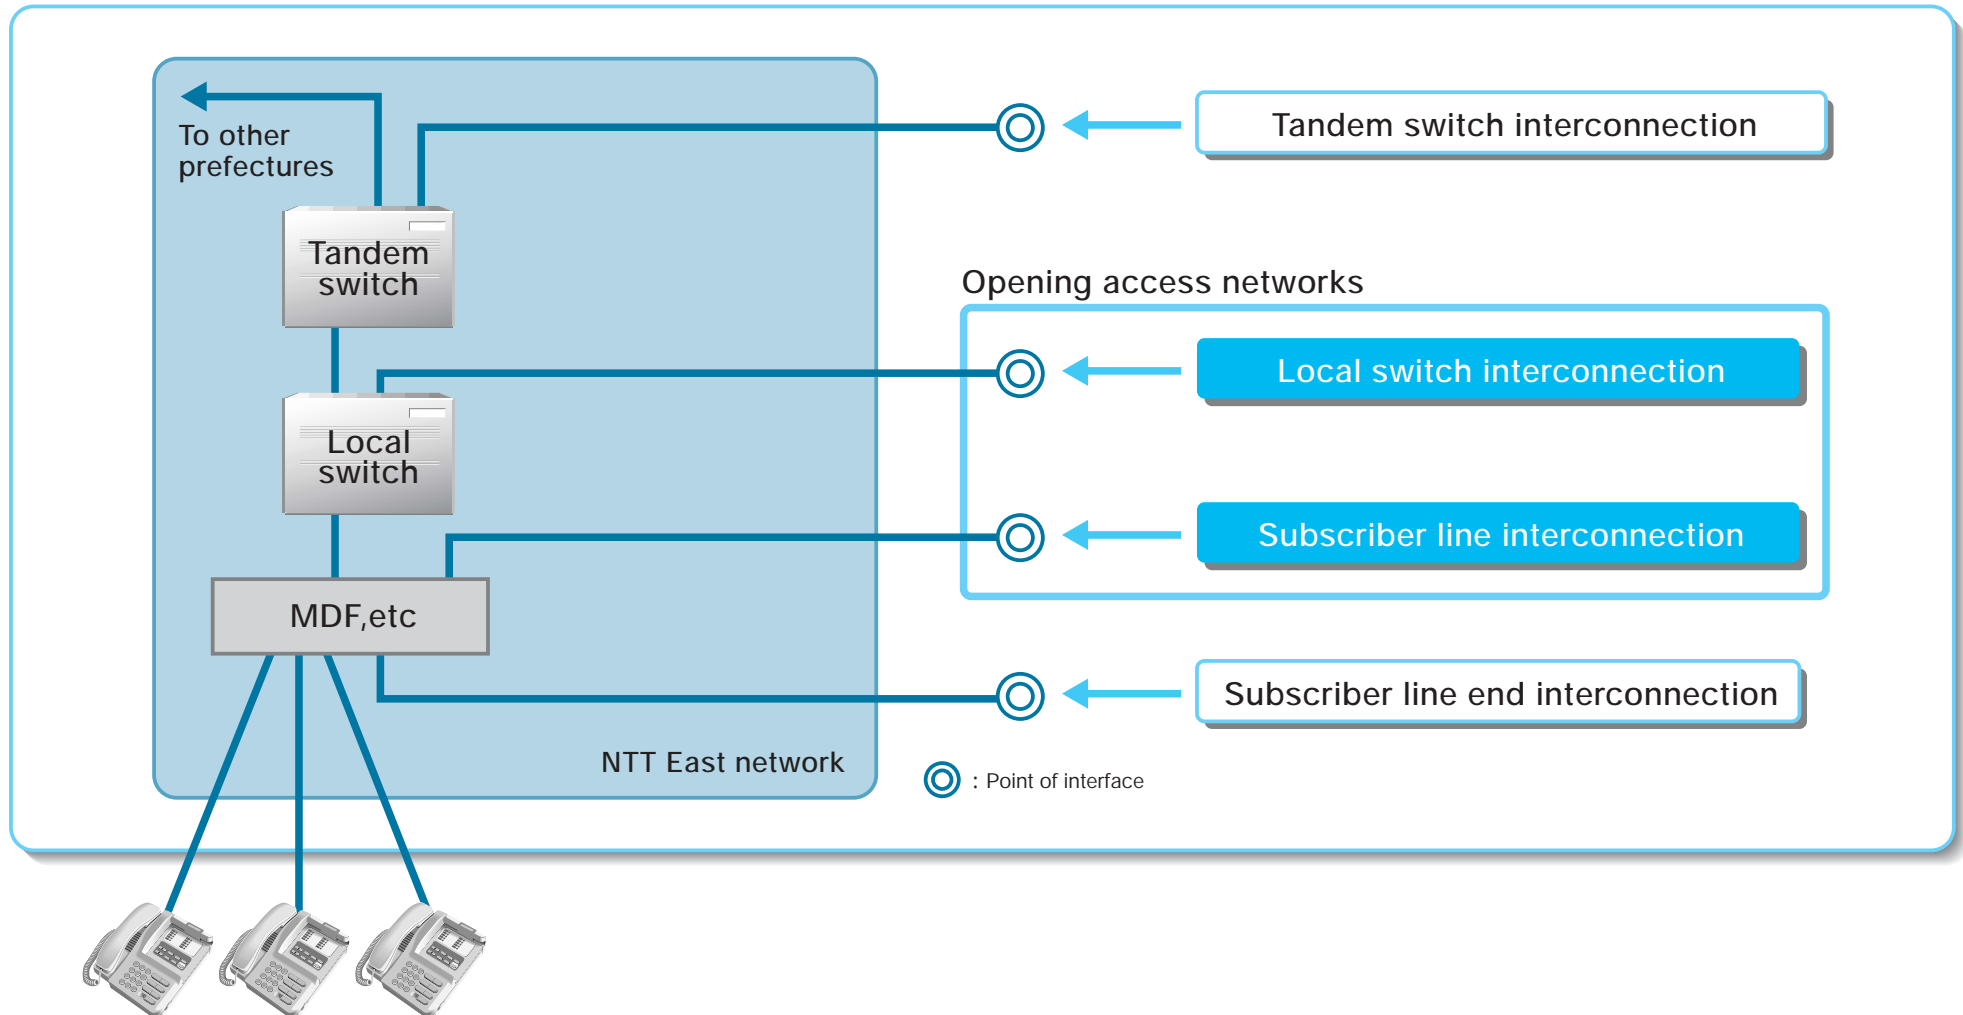 To other
prefectures
Tandem switch interconnection
Tandem
switch
Opening access networks
Local switch interconnection
Local
switch
Subscriber line interconnection
MDF,etc
Subscriber line end interconnection
NTT East network
: Point of interface